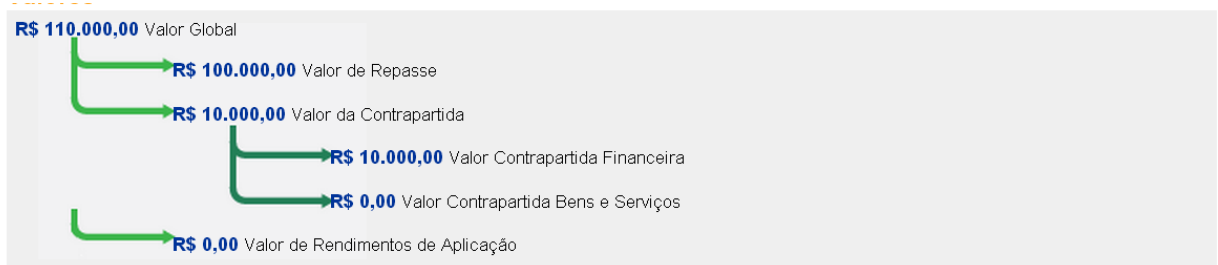 R$ 110.000,00 Valor Global
R$ 100.000,00 Valor de Repasse
R$ 10.000,00 Valor da Contrapartida
R$ 10.000,00 Valor Contrapartida Financeira
R$ 0,00 Valor Contrapartida Bens e Serviços
R$ 0,00 Valor de Rendimentos de Aplicação